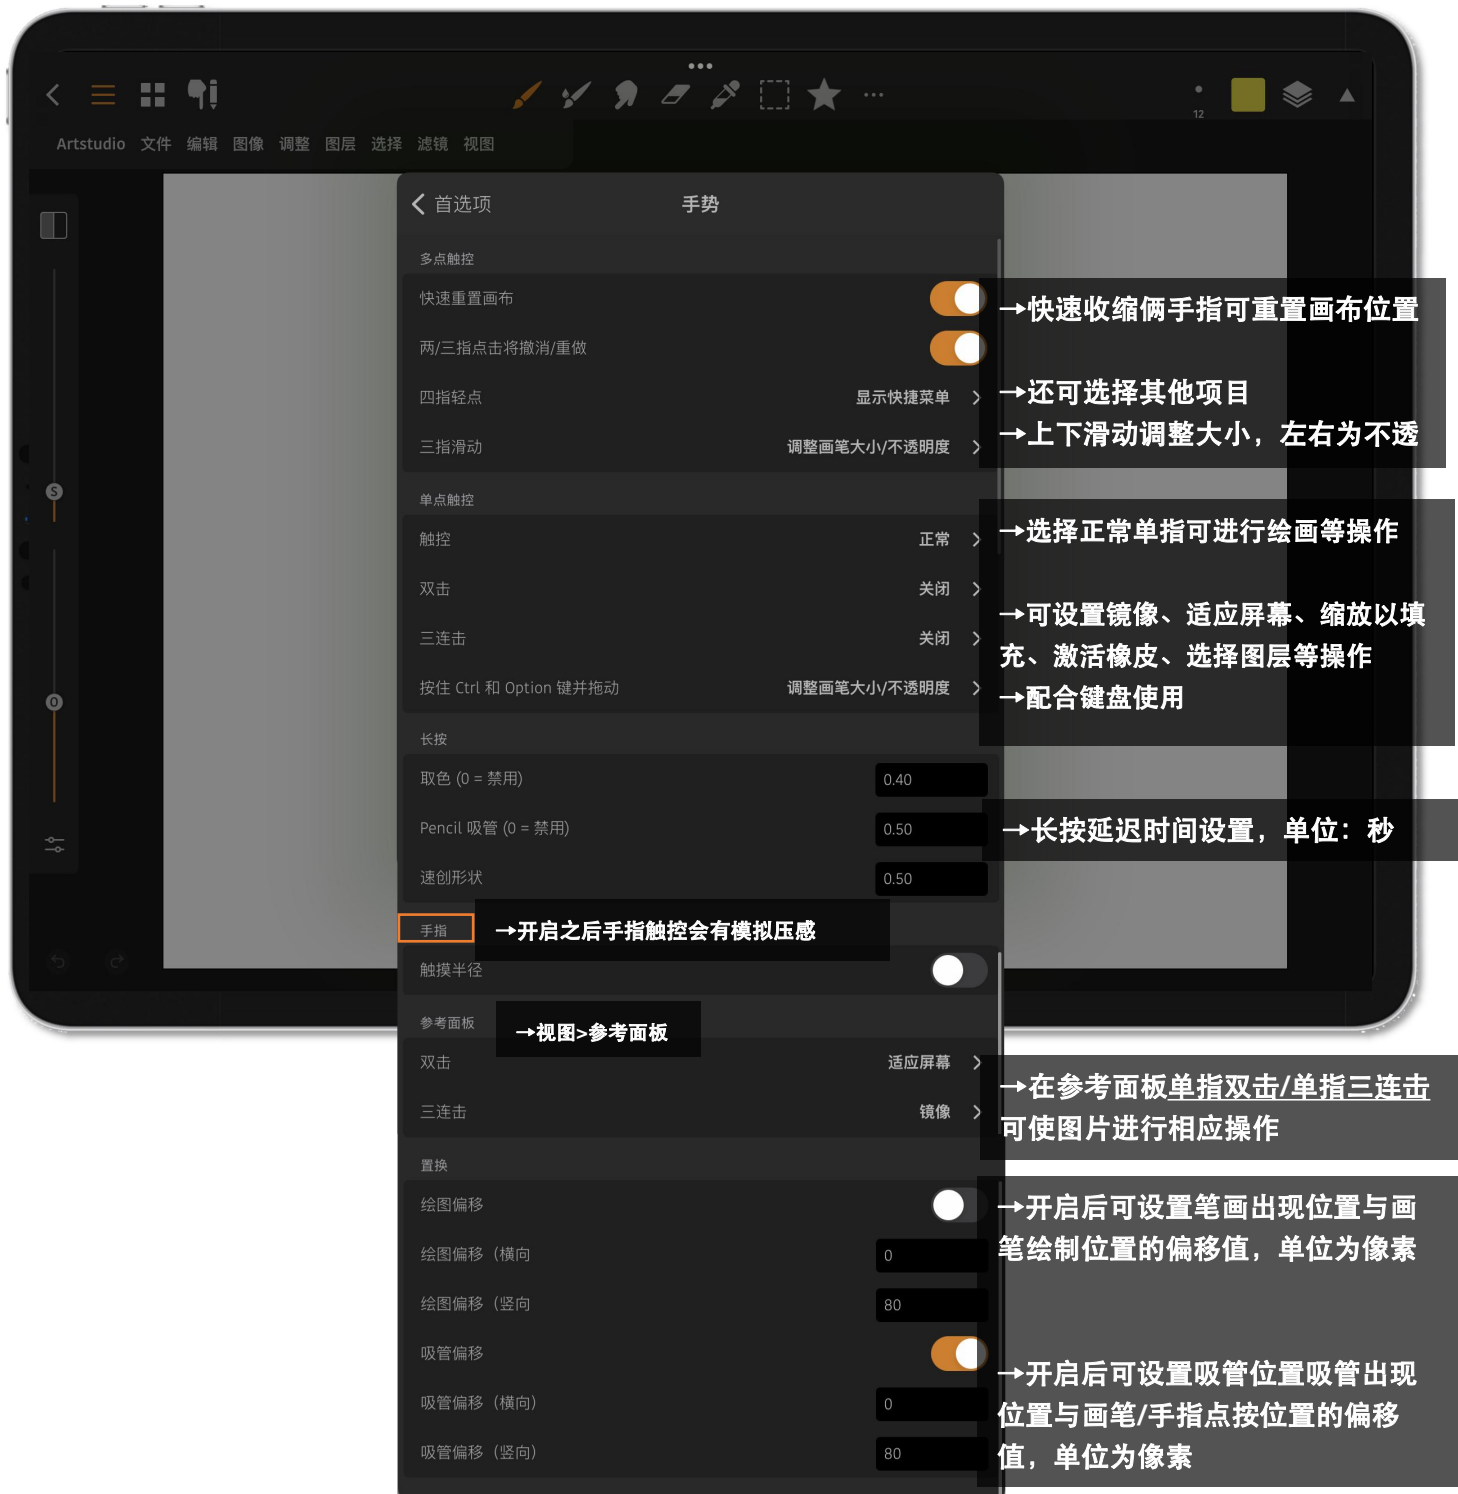 12
Artstudio 文件 编辑 图像 调整 图层 选择 滤镜 视图
首选项 手势
多点触控
快速重置画布
→快速收缩俩手指可重置画布位置
两/三指点击将撤消/重做
四指轻点 显示快捷菜单
→还可选择其他项目
三指滑动 调整画笔大小/不透明度
→上下滑动调整大小，左右为不透
S
单点触控
触控 正常
→选择正常单指可进行绘画等操作
双击 关闭
→可设置镜像、适应屏幕、缩放以填
充、激活橡皮、选择图层等操作
三连击 关闭
按住 Ctrl 和 Option 键并拖动 调整画笔大小/不透明度
→配合键盘使用
O
长按
取色 (0 = 禁用) 0.40
Pencil 吸管 (0 = 禁用) 0.50
→长按延迟时间设置，单位：秒
速创形状 0.50
手指
→开启之后手指触控会有模拟压感
触摸半径
参考面板
→视图>参考面板
双击 适应屏幕
三连击 镜像
→在参考面板单指双击/单指三连击
可使图片进行相应操作
置换
绘图偏移
→开启后可设置笔画出现位置与画
笔绘制位置的偏移值，单位为像素
绘图偏移（横向 0
绘图偏移（竖向 80
吸管偏移
→开启后可设置吸管位置吸管出现
位置与画笔/手指点按位置的偏移
值，单位为像素
吸管偏移（横向） 0
吸管偏移（竖向） 80